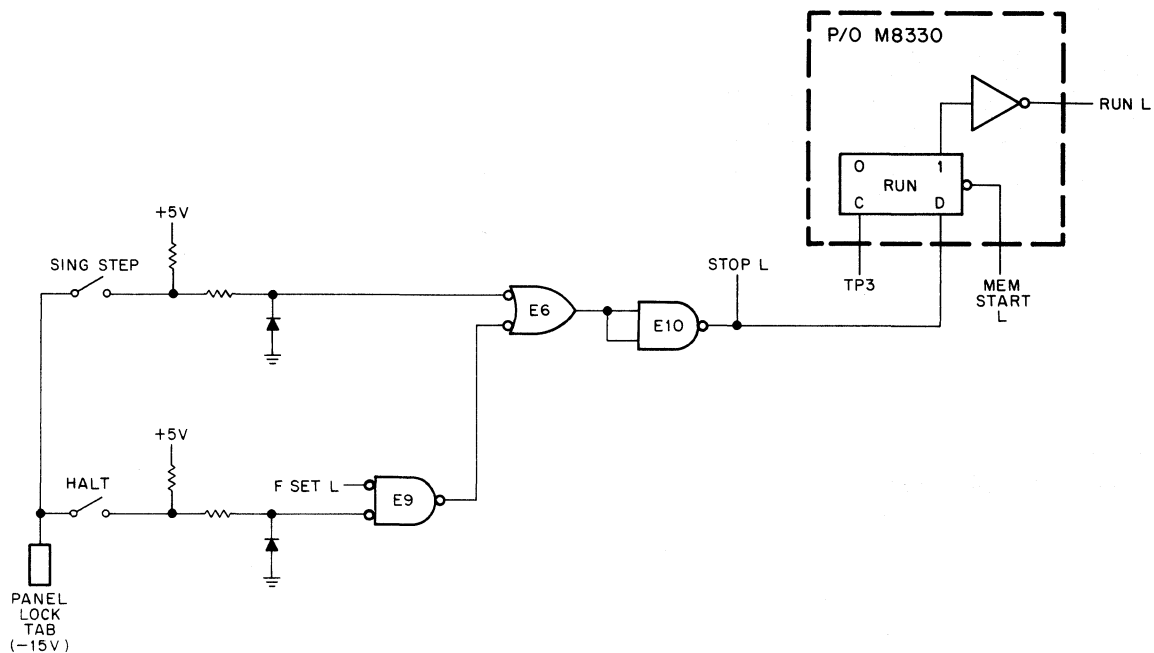 P/O M8330
RUN L
0 1
RUN
C D
TP3
MEM
START
L
+5V
SING STEP
E6
E10
STOP L
+5V
HALT
F SET L
E9
PANEL
LOCK
TAB
(-15V)